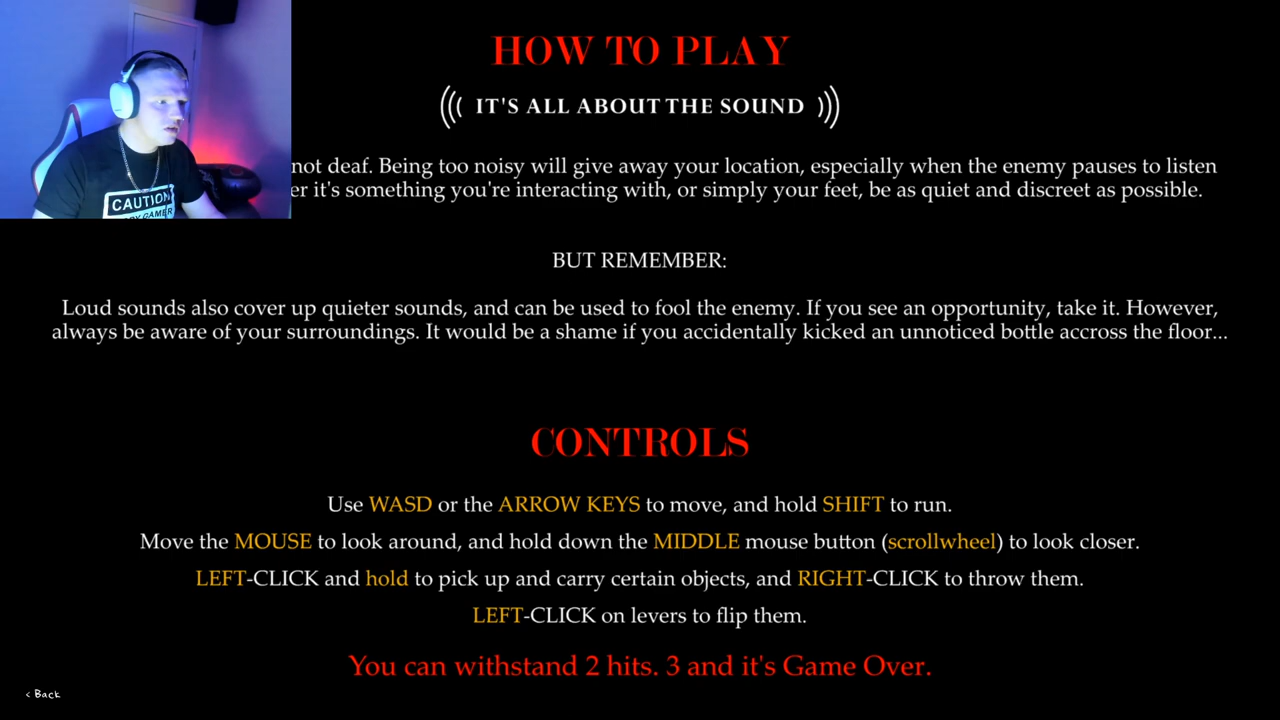 HOW TO PLAY
IT'S ALL ABOUT THE SOUND
not deaf. Being too noisy will give away your location, especially when the enemy pauses to listen
er it's something you're interacting with, or simply your feet, be as quiet and discreet as possible.
CAUTION
GAMER
BUT REMEMBER:
Loud sounds also cover up quieter sounds, and can be used to fool the enemy. If you see an opportunity, take it. However,
always be aware of your surroundings. It would be a shame if you accidentally kicked an unnoticed bottle accross the floor...
CONTROLS
Use WASD or the ARROW KEYS to move, and hold SHIFT to run.
Move the MOUSE to look around, and hold down the MIDDLE mouse button (scrollwheel) to look closer.
LEFT-CLICK and hold to pick up and carry certain objects, and RIGHT-CLICK to throw them.
LEFT-CLICK on levers to flip them.
You can withstand 2 hits. 3 and it's Game Over.
< Back